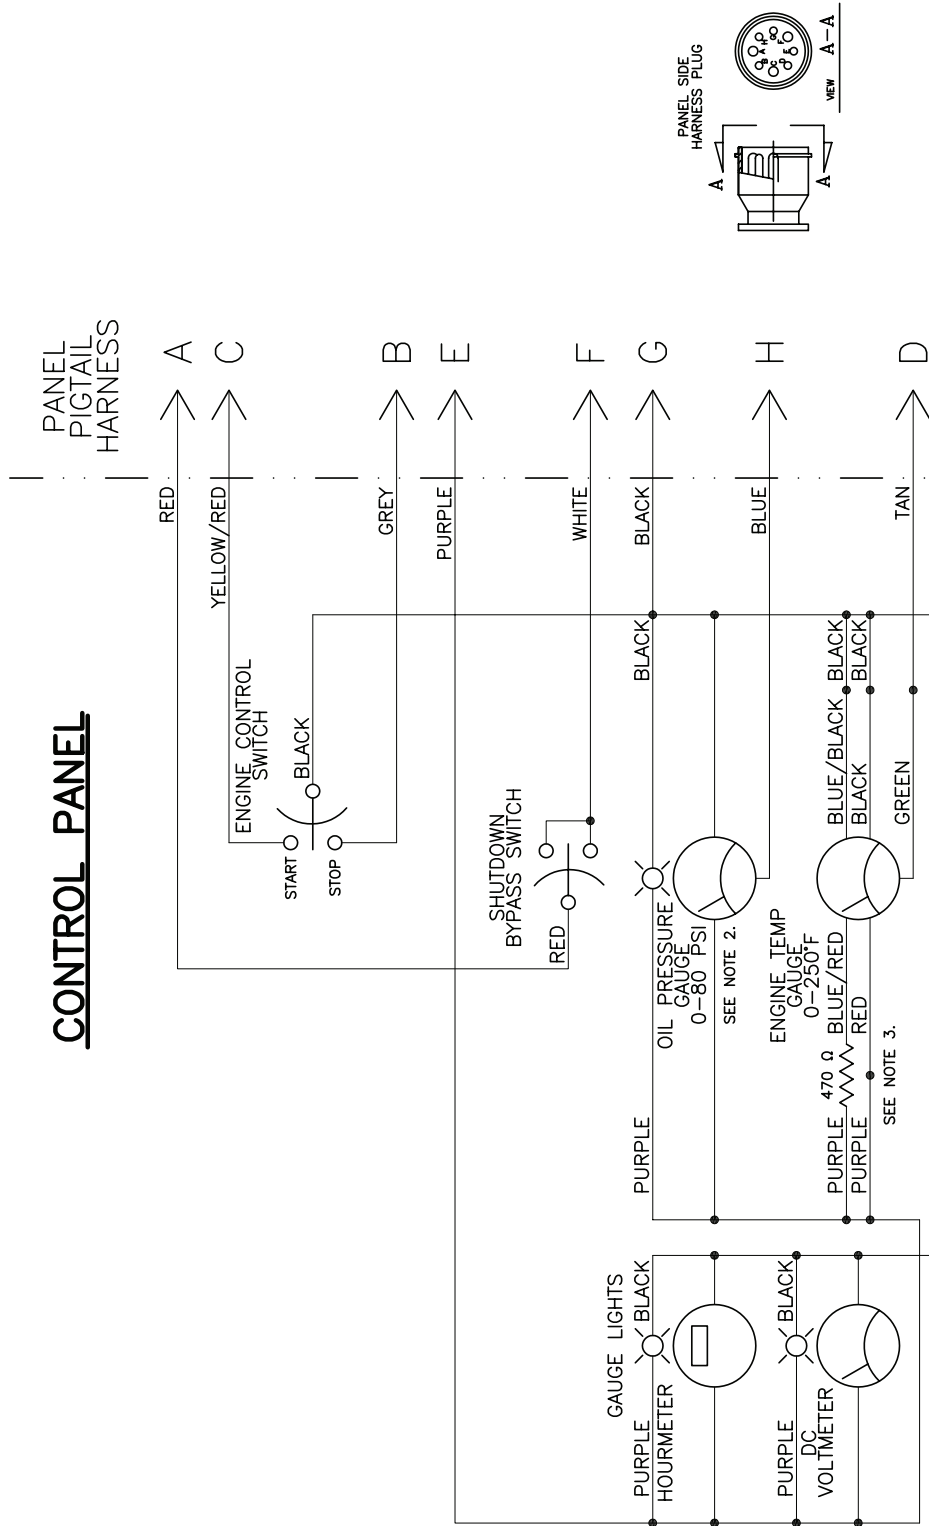 CONTROL PANEL
PANEL
PIGTAIL
HARNESS
A
C
B
E
F
G
H
D
RED
YELLOW/RED
GREY
PURPLE
WHITE
BLACK
BLUE
TAN
ENGINE CONTROL
SWITCH
BLACK
START
STOP
SHUTDOWN
BYPASS SWITCH
RED
BLACK
OIL PRESSURE
GAUGE
0-80 PSI
SEE NOTE 2.
BLUE/BLACK
BLACK
BLACK
BLACK
GREEN
ENGINE TEMP
GAUGE
0-250°F
BLUE/RED
RED
470 Ω
SEE NOTE 3.
PURPLE
PURPLE
PURPLE
GAUGE LIGHTS
BLACK
PURPLE
HOURMETER
BLACK
PURPLE
DC
VOLTMETER
PANEL SIDE
HARNESS PLUG
A
A
A
B
C
D
E
F
G
H
VIEW A-A